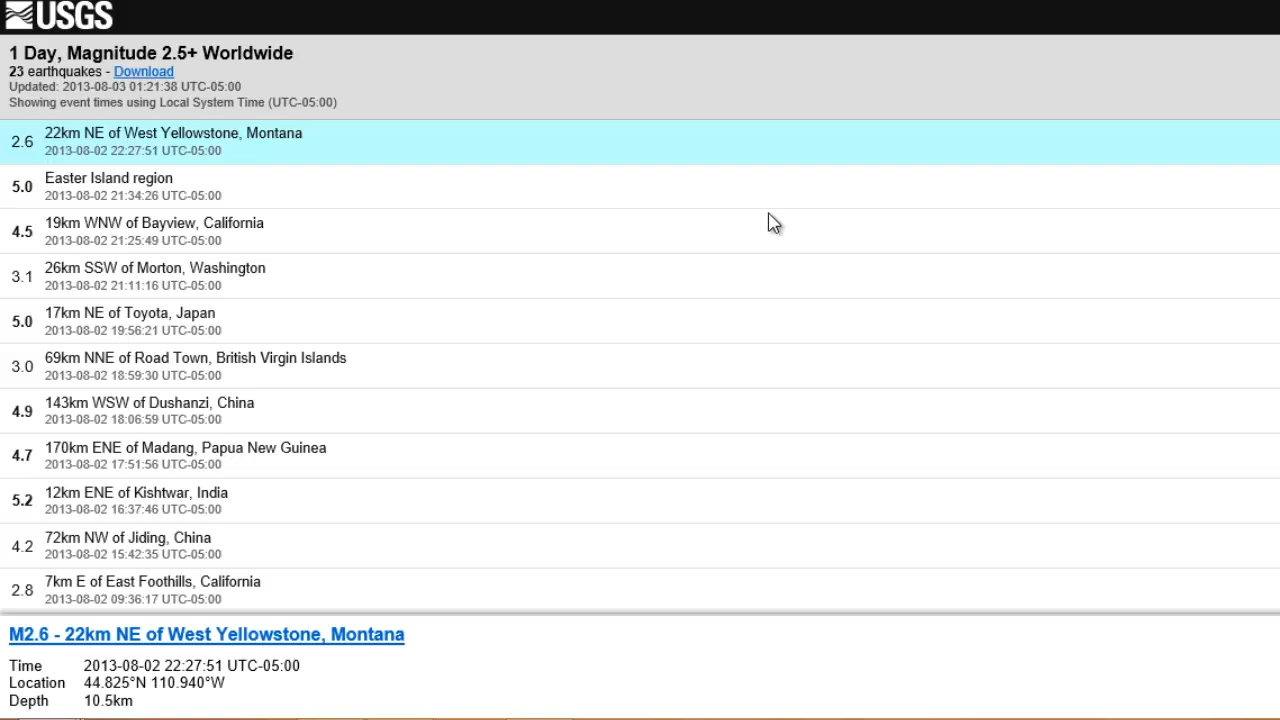 USGS
1 Day, Magnitude 2.5+ Worldwide
23 earthquakes - Download
Updated: 2013-08-03 01:21:38 UTC-05:00
Showing event times using Local System Time (UTC-05:00)
2.6 22km NE of West Yellowstone, Montana
2013-08-02 22:27:51 UTC-05:00
5.0 Easter Island region
2013-08-02 21:34:26 UTC-05:00
4.5 19km WNW of Bayview, California
2013-08-02 21:25:49 UTC-05:00
3.1 26km SSW of Morton, Washington
2013-08-02 21:11:16 UTC-05:00
5.0 17km NE of Toyota, Japan
2013-08-02 19:56:21 UTC-05:00
3.0 69km NNE of Road Town, British Virgin Islands
2013-08-02 18:59:30 UTC-05:00
4.9 143km WSW of Dushanzi, China
2013-08-02 18:06:59 UTC-05:00
4.7 170km ENE of Madang, Papua New Guinea
2013-08-02 17:51:56 UTC-05:00
5.2 12km ENE of Kishtwar, India
2013-08-02 16:37:46 UTC-05:00
4.2 72km NW of Jiding, China
2013-08-02 15:42:35 UTC-05:00
2.8 7km E of East Foothills, California
2013-08-02 09:36:17 UTC-05:00
M2.6 - 22km NE of West Yellowstone, Montana
Time 2013-08-02 22:27:51 UTC-05:00
Location 44.825°N 110.940°W
Depth 10.5km